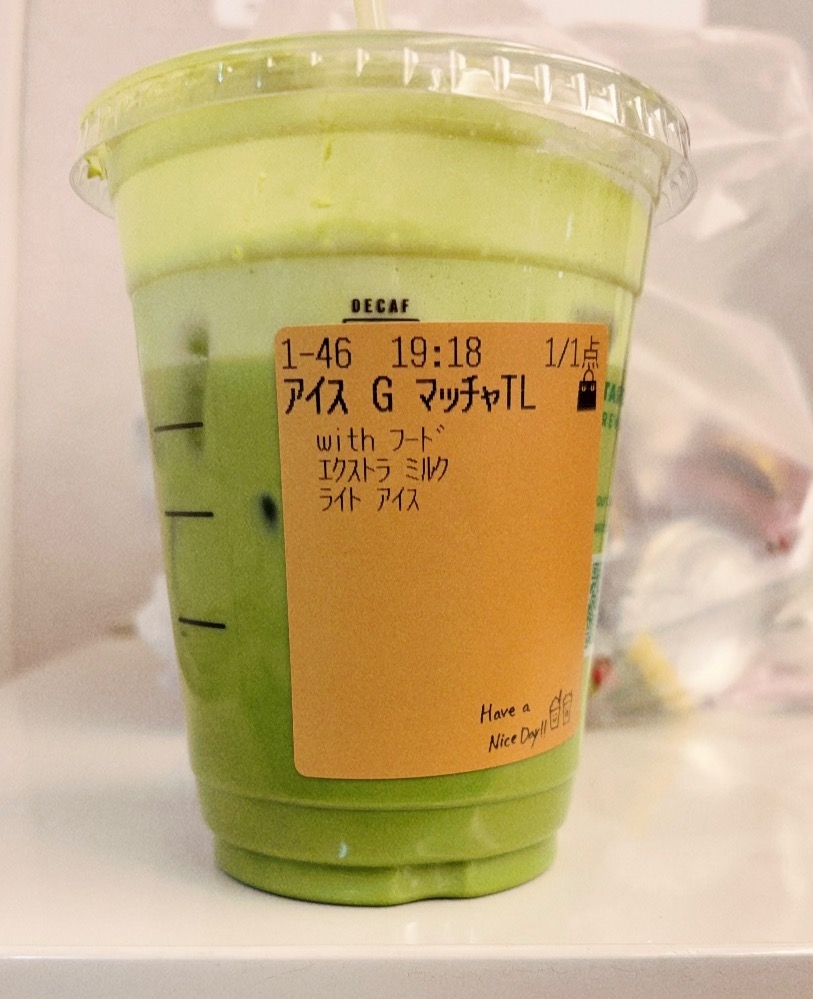 DECAF
1-46 19:18 1/1点
アイス G マッチャTL
with フード
エクストラ ミルク
ライト アイス
Have a
Nice Day!!